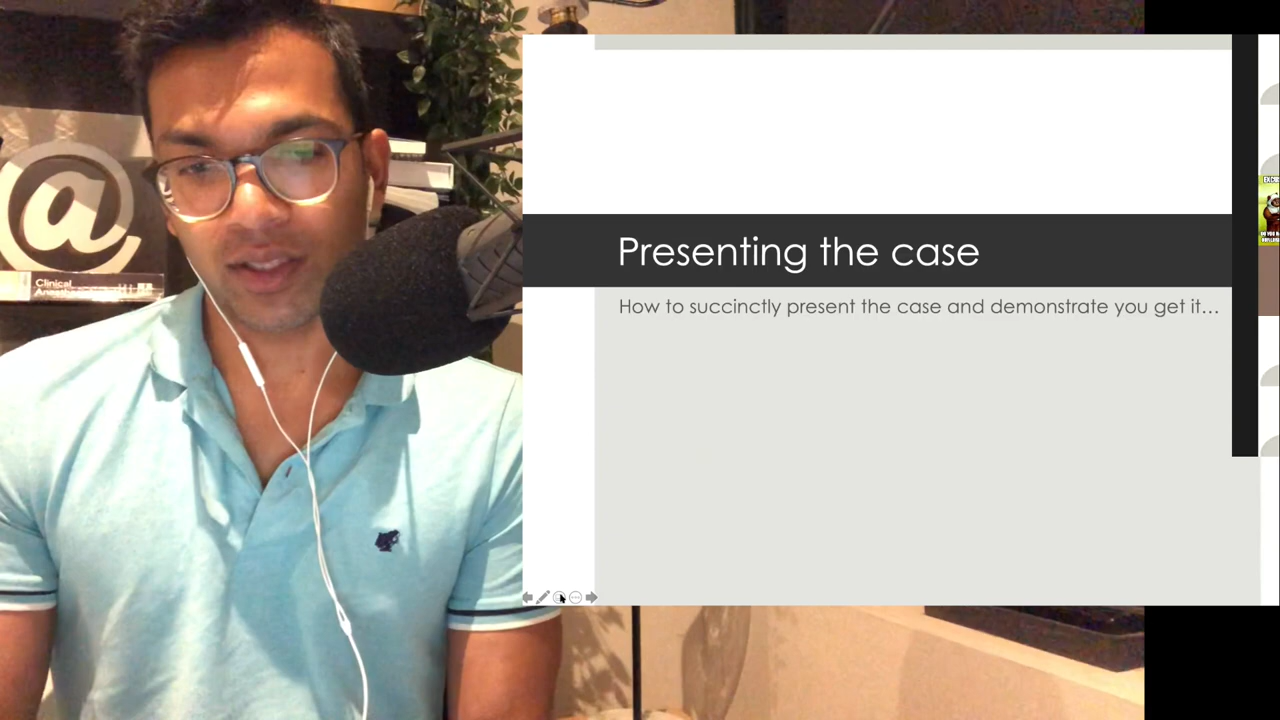 Presenting the case
How to succinctly present the case and demonstrate you get it…
@
Clinical